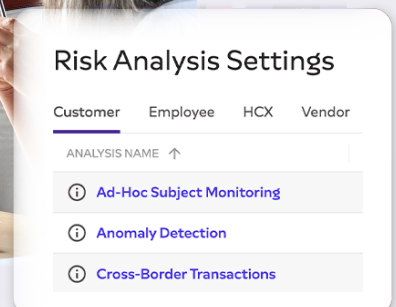 Risk Analysis Settings
Customer Employee HCX Vendor
ANALYSIS NAME ↑
Ad-Hoc Subject Monitoring
Anomaly Detection
Cross-Border Transactions